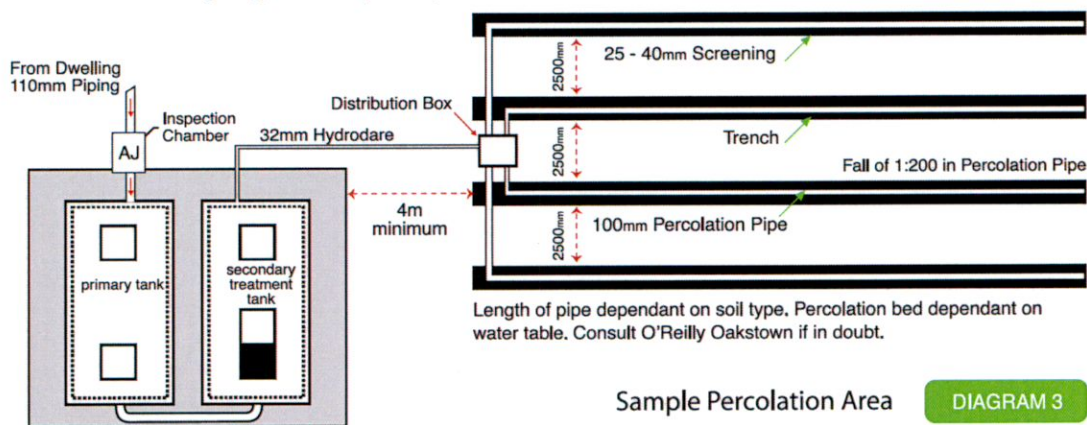 From Dwelling
110mm Piping
Inspection
Chamber
AJ
32mm Hydrodare
Distribution Box
primary tank
secondary
treatment
tank
4m
minimum
2500mm
25 - 40mm Screening
2500mm
Trench
Fall of 1:200 in Percolation Pipe
2500mm
100mm Percolation Pipe
Length of pipe dependant on soil type. Percolation bed dependant on
water table. Consult O'Reilly Oakstown if in doubt.
Sample Percolation Area
DIAGRAM 3